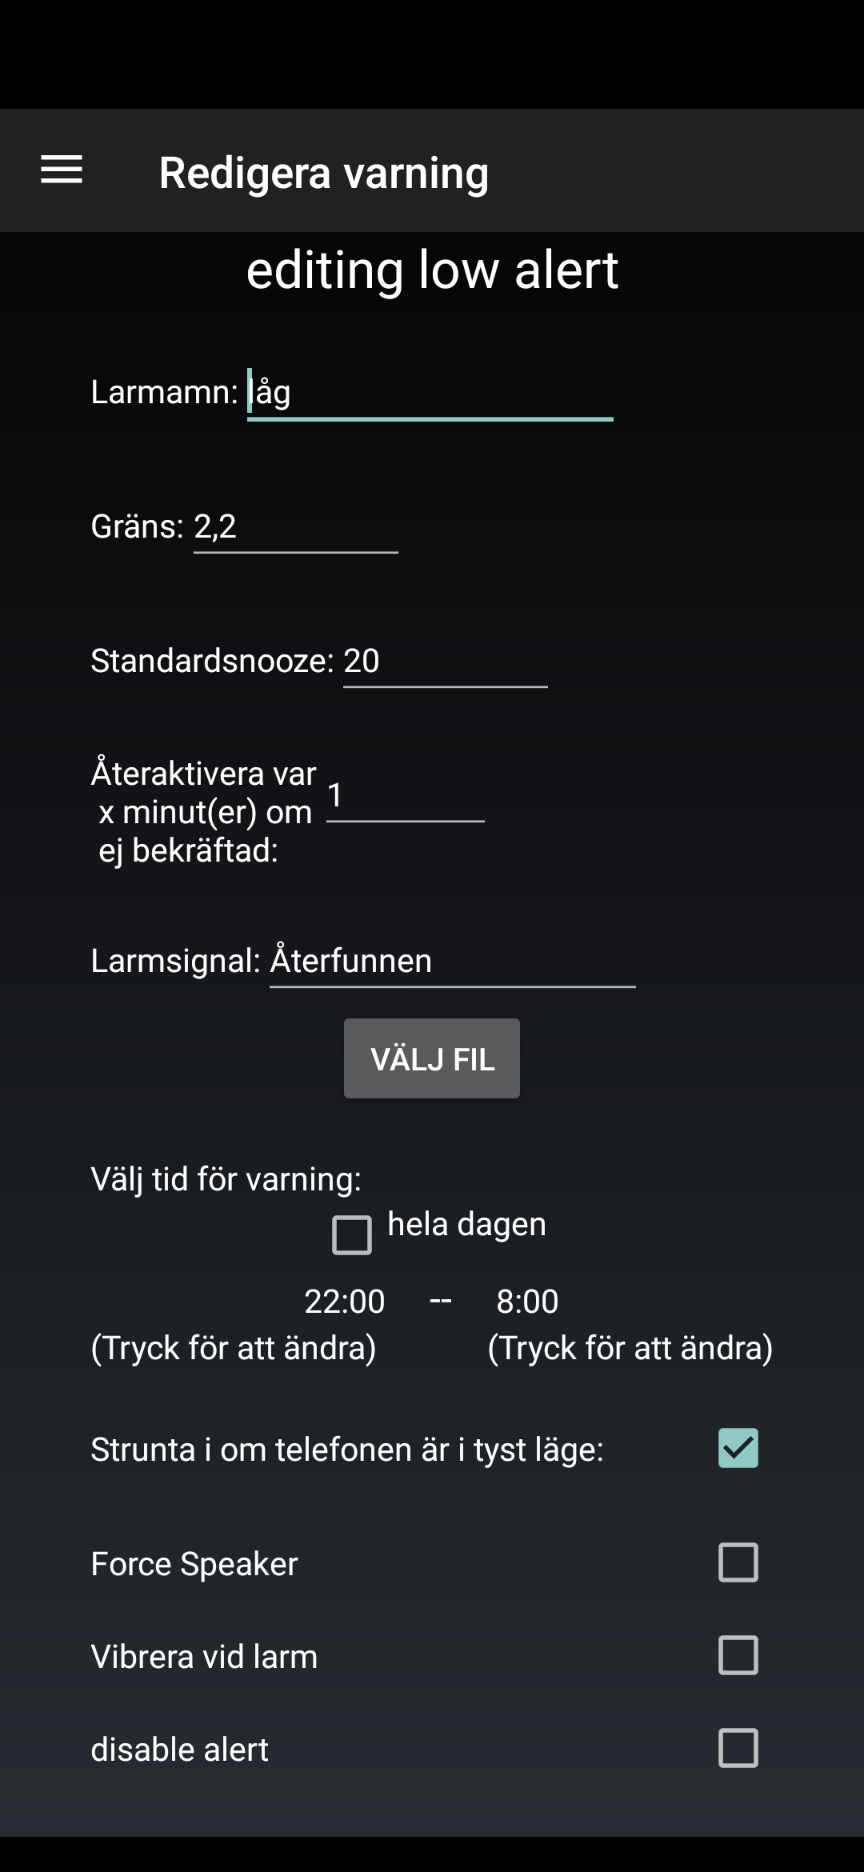 Redigera varning
editing low alert
Larmamn: låg
Gräns: 2,2
Standardsnooze: 20
Återaktivera var
x minut(er) om 1
ej bekräftad:
Larmsignal: Återfunnen
VÄLJ FIL
Välj tid för varning:
hela dagen
22:00 -- 8:00
(Tryck för att ändra) (Tryck för att ändra)
Strunta i om telefonen är i tyst läge:
Force Speaker
Vibrera vid larm
disable alert